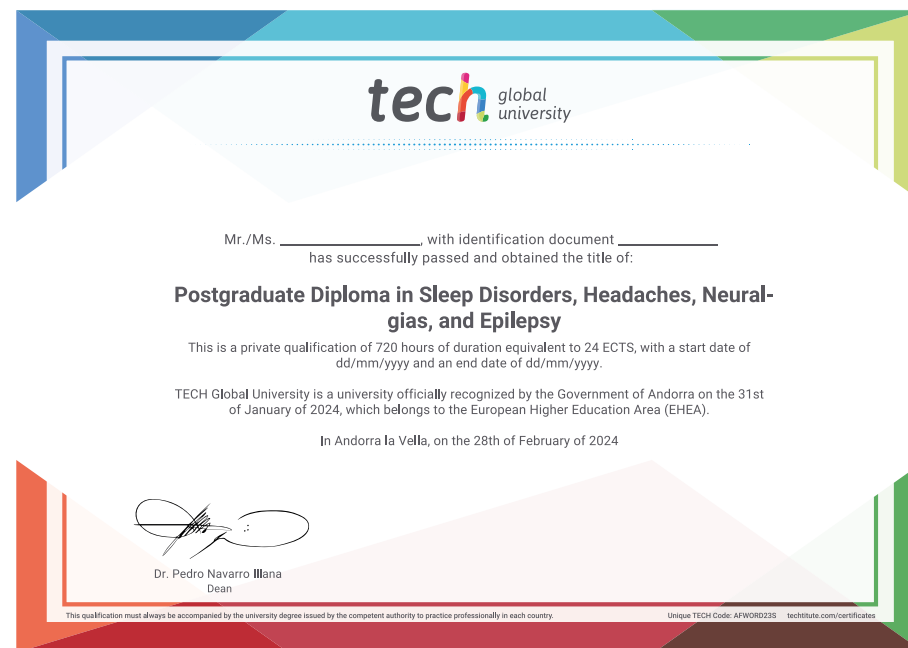 tech global university
Mr./Ms. ____________________, with identification document ______________
has successfully passed and obtained the title of:
Postgraduate Diploma in Sleep Disorders, Headaches, Neural-
gias, and Epilepsy
This is a private qualification of 720 hours of duration equivalent to 24 ECTS, with a start date of
dd/mm/yyyy and an end date of dd/mm/yyyy.
TECH Global University is a university officially recognized by the Government of Andorra on the 31st
of January of 2024, which belongs to the European Higher Education Area (EHEA).
In Andorra la Vella, on the 28th of February of 2024
Dr. Pedro Navarro Illana
Dean
This qualification must always be accompanied by the university degree issued by the competent authority to practice professionally in each country.
Unique TECH Code: AFWORD23S techtitute.com/certificates